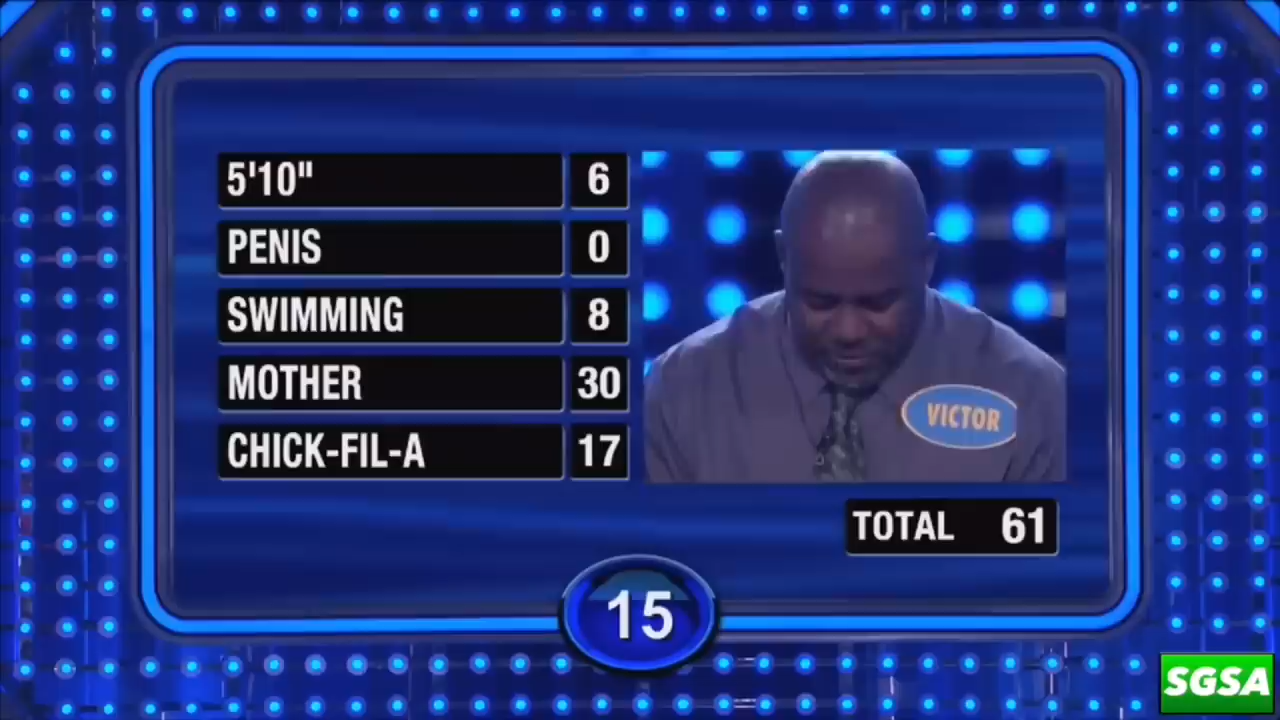 5'10" 6
PENIS 0
SWIMMING 8
MOTHER 30
CHICK-FIL-A 17
VICTOR
TOTAL 61
15
SGSA